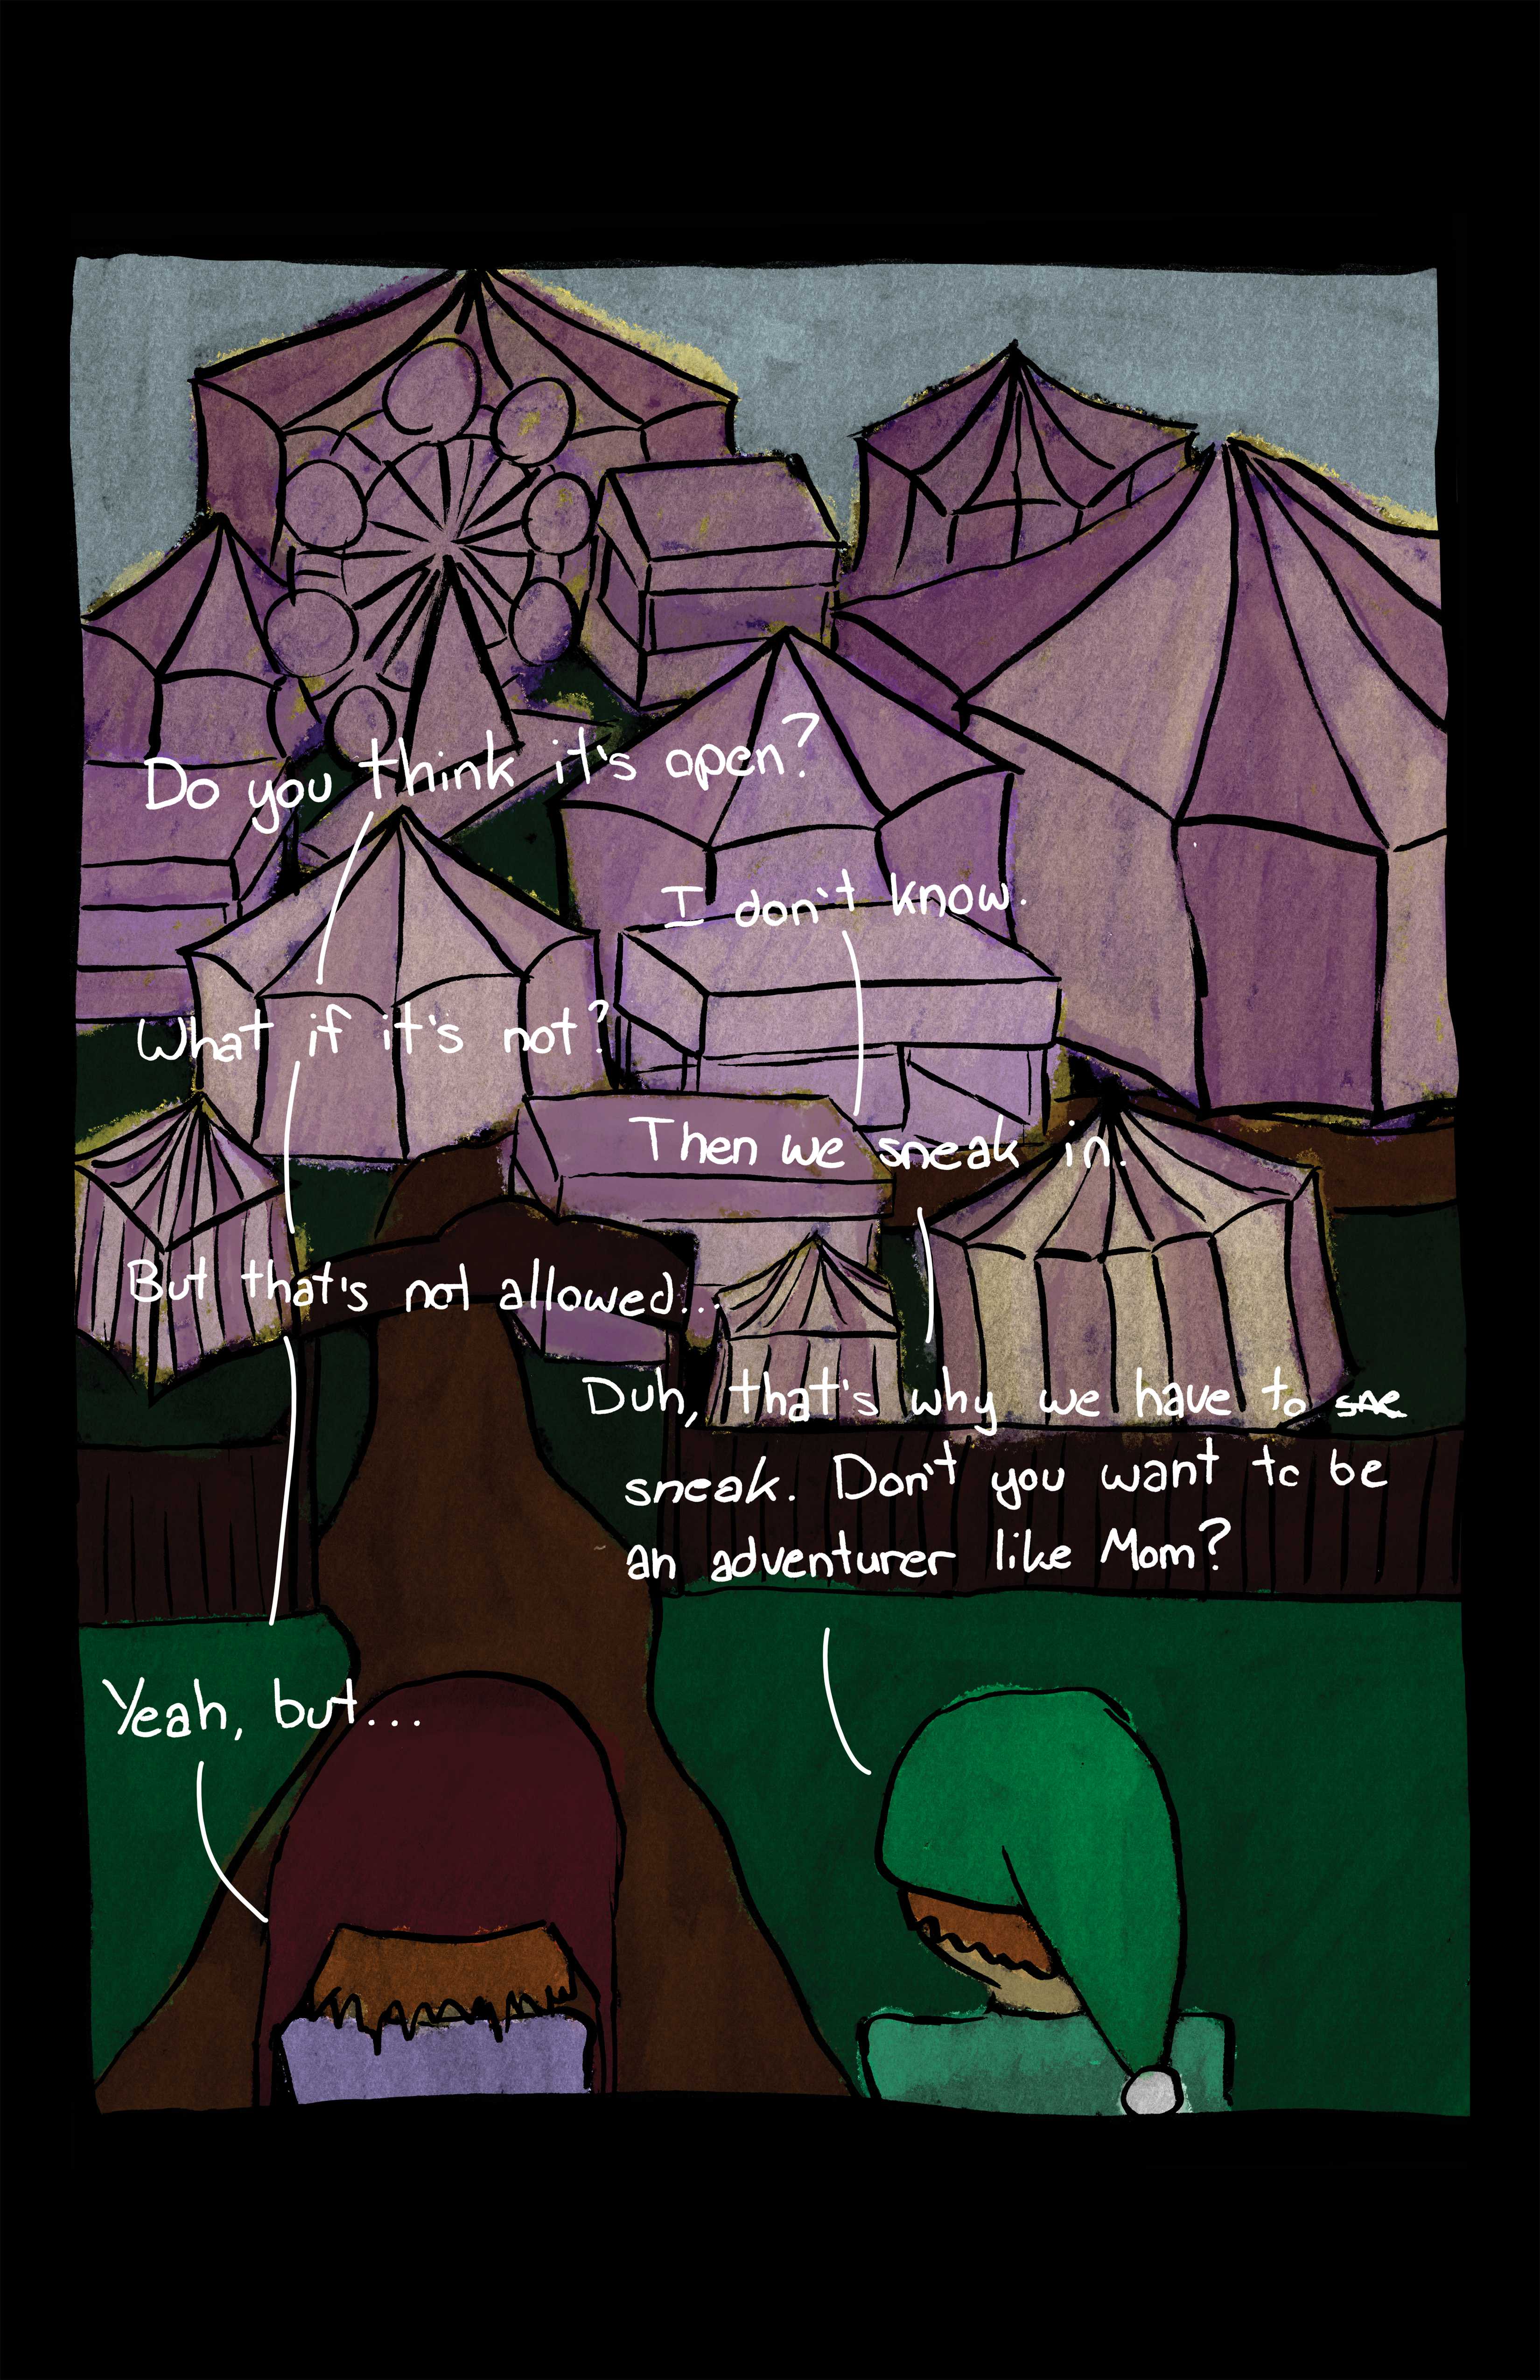 Do you think it's open?
I don't know.
What if it's not?
Then we sneak in.
But that's not allowed...
Duh, that's why we have to sne
sneak. Don't you want to be
an adventurer like Mom?
Yeah, but...